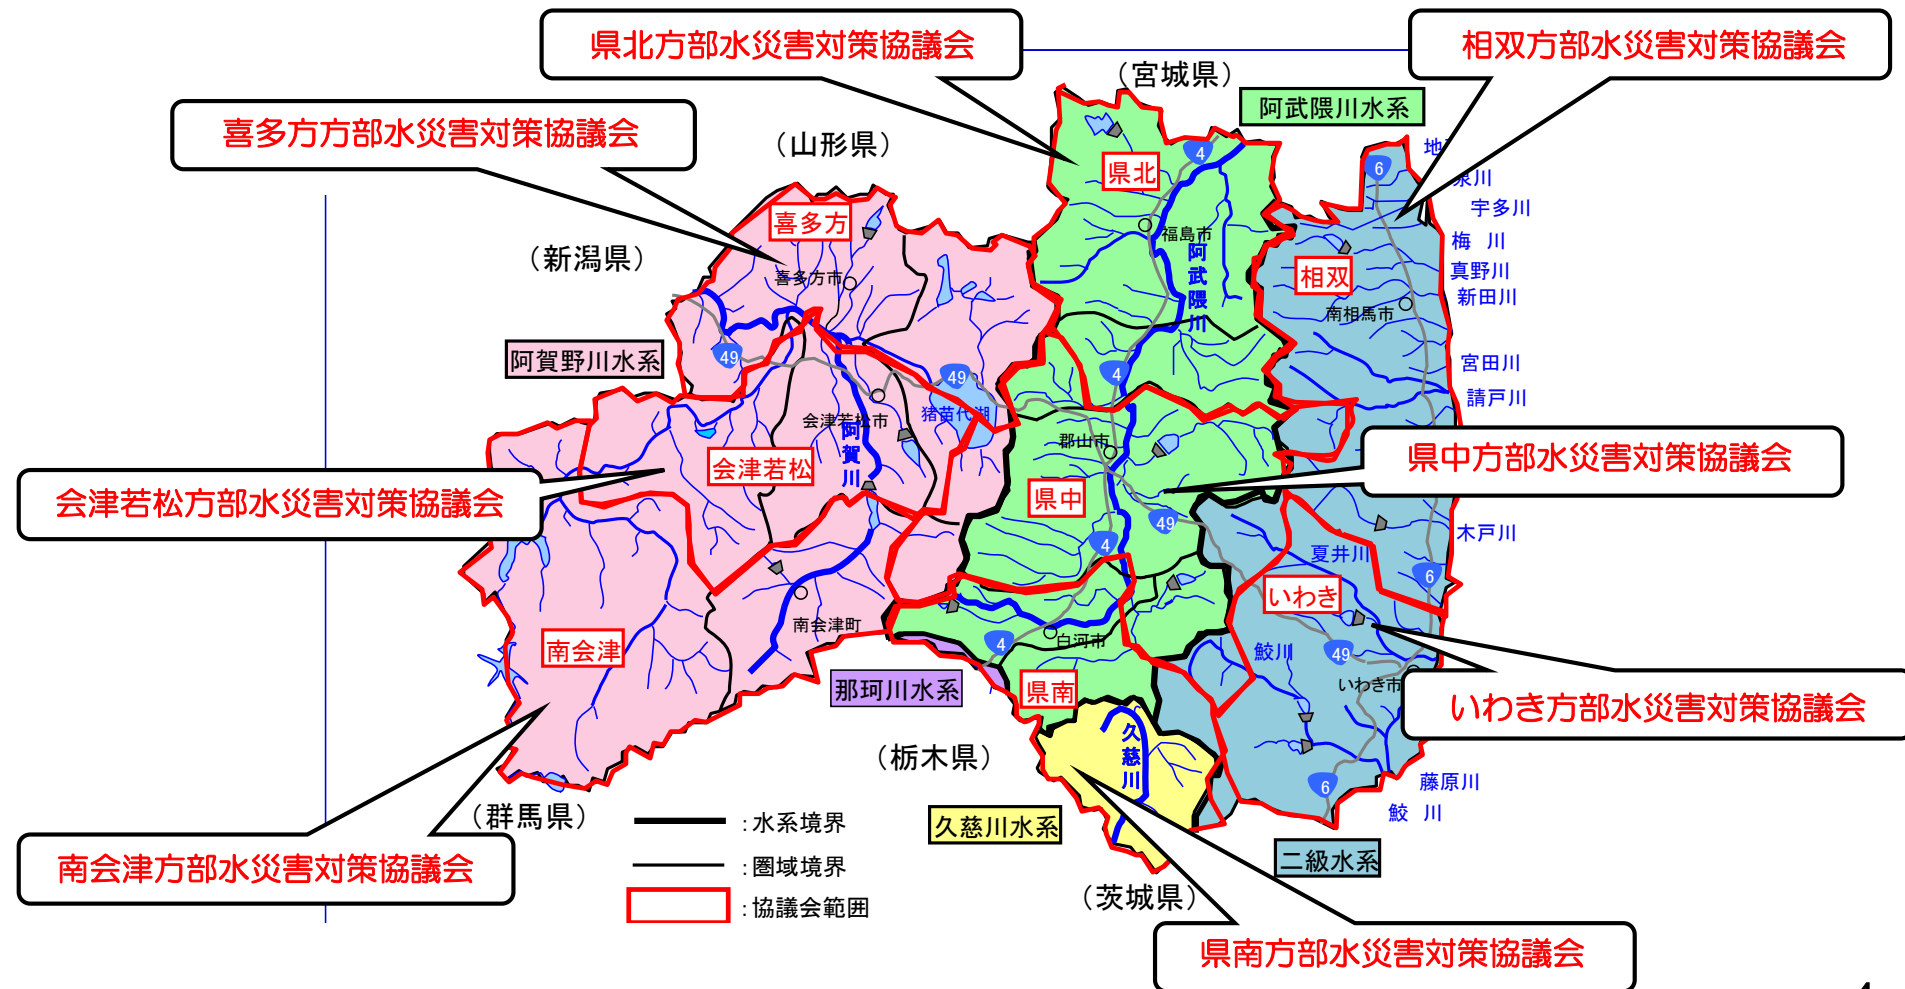 県北方部水災害対策協議会
相双方部水災害対策協議会
(宮城県)
阿武隈川水系
喜多方方部水災害対策協議会
(山形県)
県北
4
6
泉川
宇多川
喜多方
福島市
阿武隈川
梅 川
(新潟県)
喜多方市
相双
真野川
新田川
南相馬市
阿賀野川水系
49
49
4
宮田川
請戸川
会津若松市
猪苗代湖
阿賀川
郡山市
県中方部水災害対策協議会
会津若松
会津若松方部水災害対策協議会
県中
49
4
木戸川
夏井川
6
いわき
南会津町
白河市
4
南会津
鮫川
49
いわき市
那珂川水系
県南
いわき方部水災害対策協議会
久慈川
(栃木県)
6
藤原川
鮫 川
(群馬県)
:水系境界
久慈川水系
:圏域境界
二級水系
南会津方部水災害対策協議会
(茨城県)
:協議会範囲
県南方部水災害対策協議会